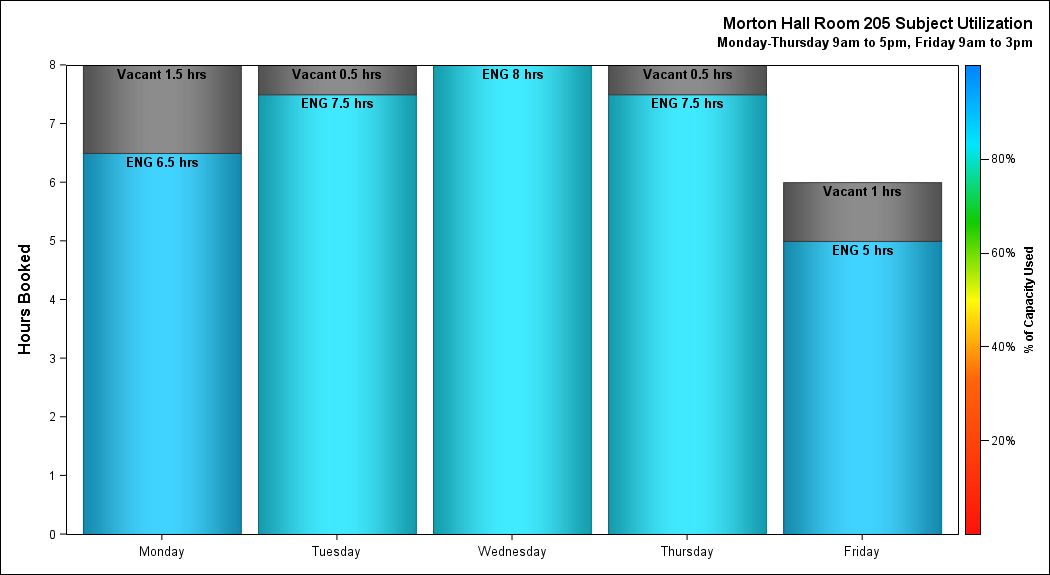 Morton Hall Room 205 Subject Utilization
Monday-Thursday 9am to 5pm, Friday 9am to 3pm
Hours Booked
8
7
6
5
4
3
2
1
0
Vacant 1.5 hrs
ENG 6.5 hrs
Vacant 0.5 hrs
ENG 7.5 hrs
ENG 8 hrs
Vacant 0.5 hrs
ENG 7.5 hrs
Vacant 1 hrs
ENG 5 hrs
Monday
Tuesday
Wednesday
Thursday
Friday
80%
60%
40%
20%
% of Capacity Used